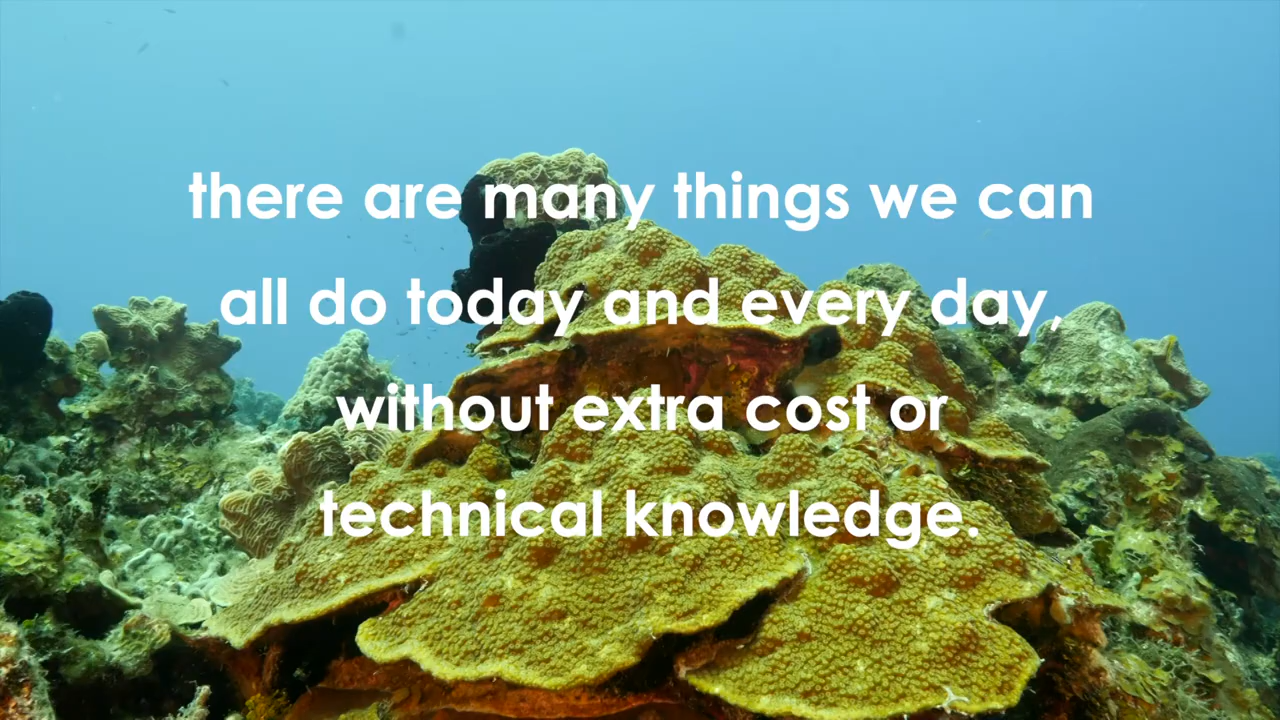 there are many things we can
all do today and every day,
without extra cost or
technical knowledge.